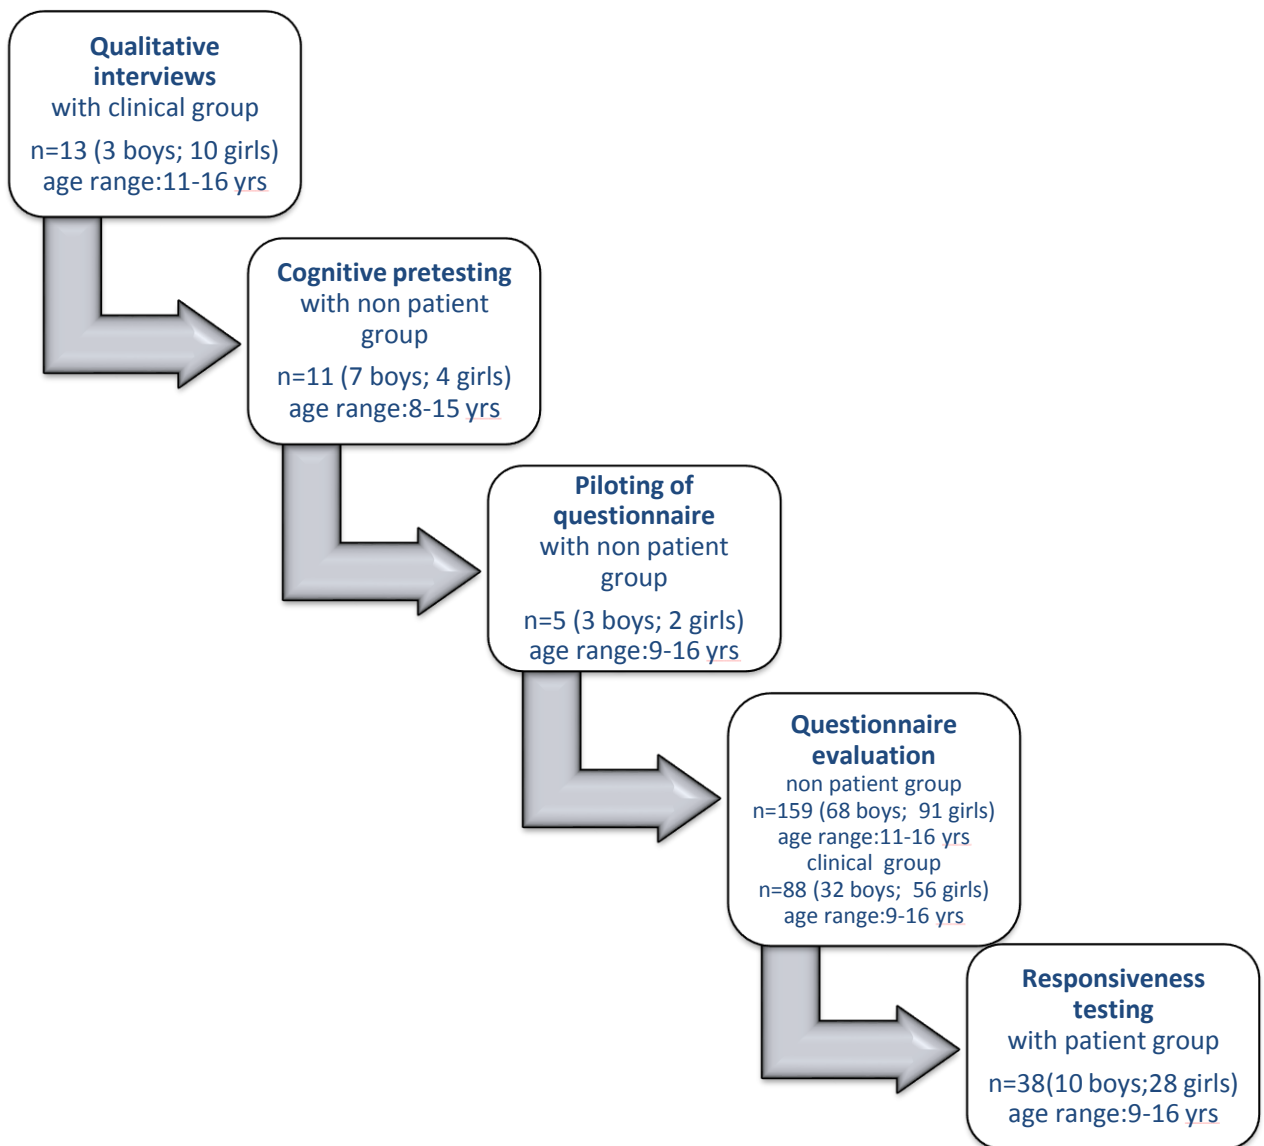 Qualitative
interviews
with clinical group
n=13 (3 boys; 10 girls)
age range:11-16 yrs
Cognitive pretesting
with non patient
group
n=11 (7 boys; 4 girls)
age range:8-15 yrs
Piloting of
questionnaire
with non patient
group
n=5 (3 boys; 2 girls)
age range:9-16 yrs
Questionnaire
evaluation
non patient group
n=159 (68 boys;  91 girls)
age range:11-16 yrs
clinical  group
n=88 (32 boys;  56 girls)
age range:9-16 yrs
Responsiveness
testing
with patient group
n=38(10 boys;28 girls)
age range:9-16 yrs